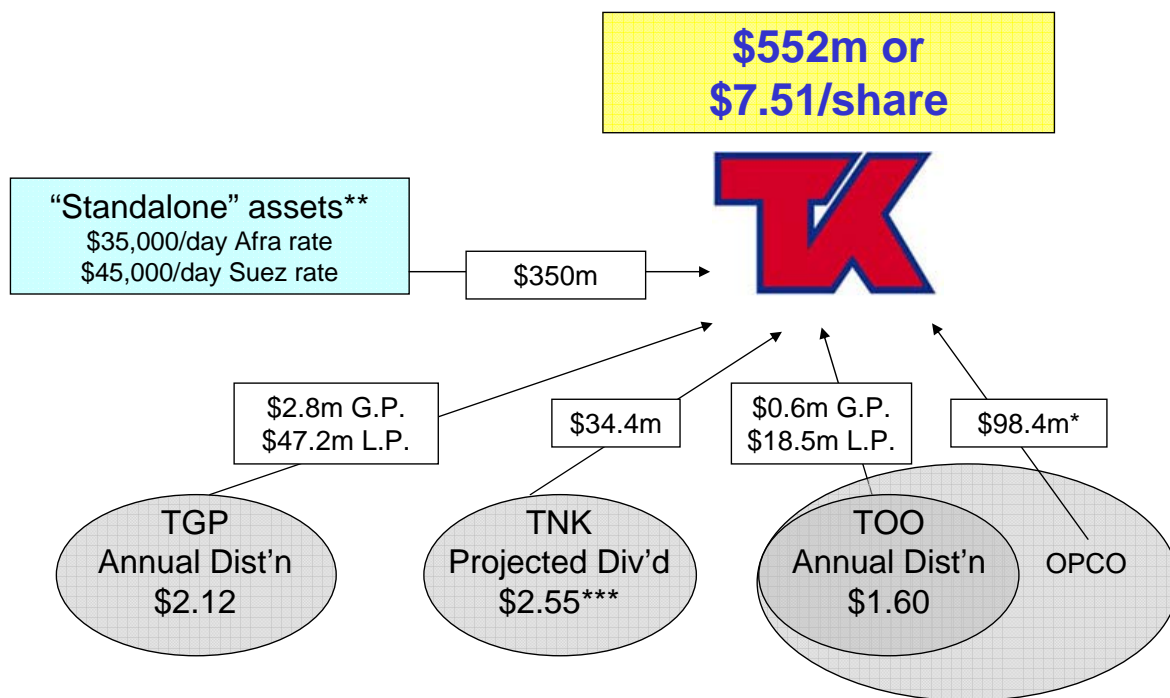 $552m or
$7.51/share
TK
“Standalone” assets**
$35,000/day Afra rate
$45,000/day Suez rate
$350m
$2.8m G.P.
$47.2m L.P.
$34.4m
$0.6m G.P.
$18.5m L.P.
$98.4m*
TGP
Annual Dist’n
$2.12
TNK
Projected Div’d
$2.55***
TOO
Annual Dist’n
$1.60
OPCO